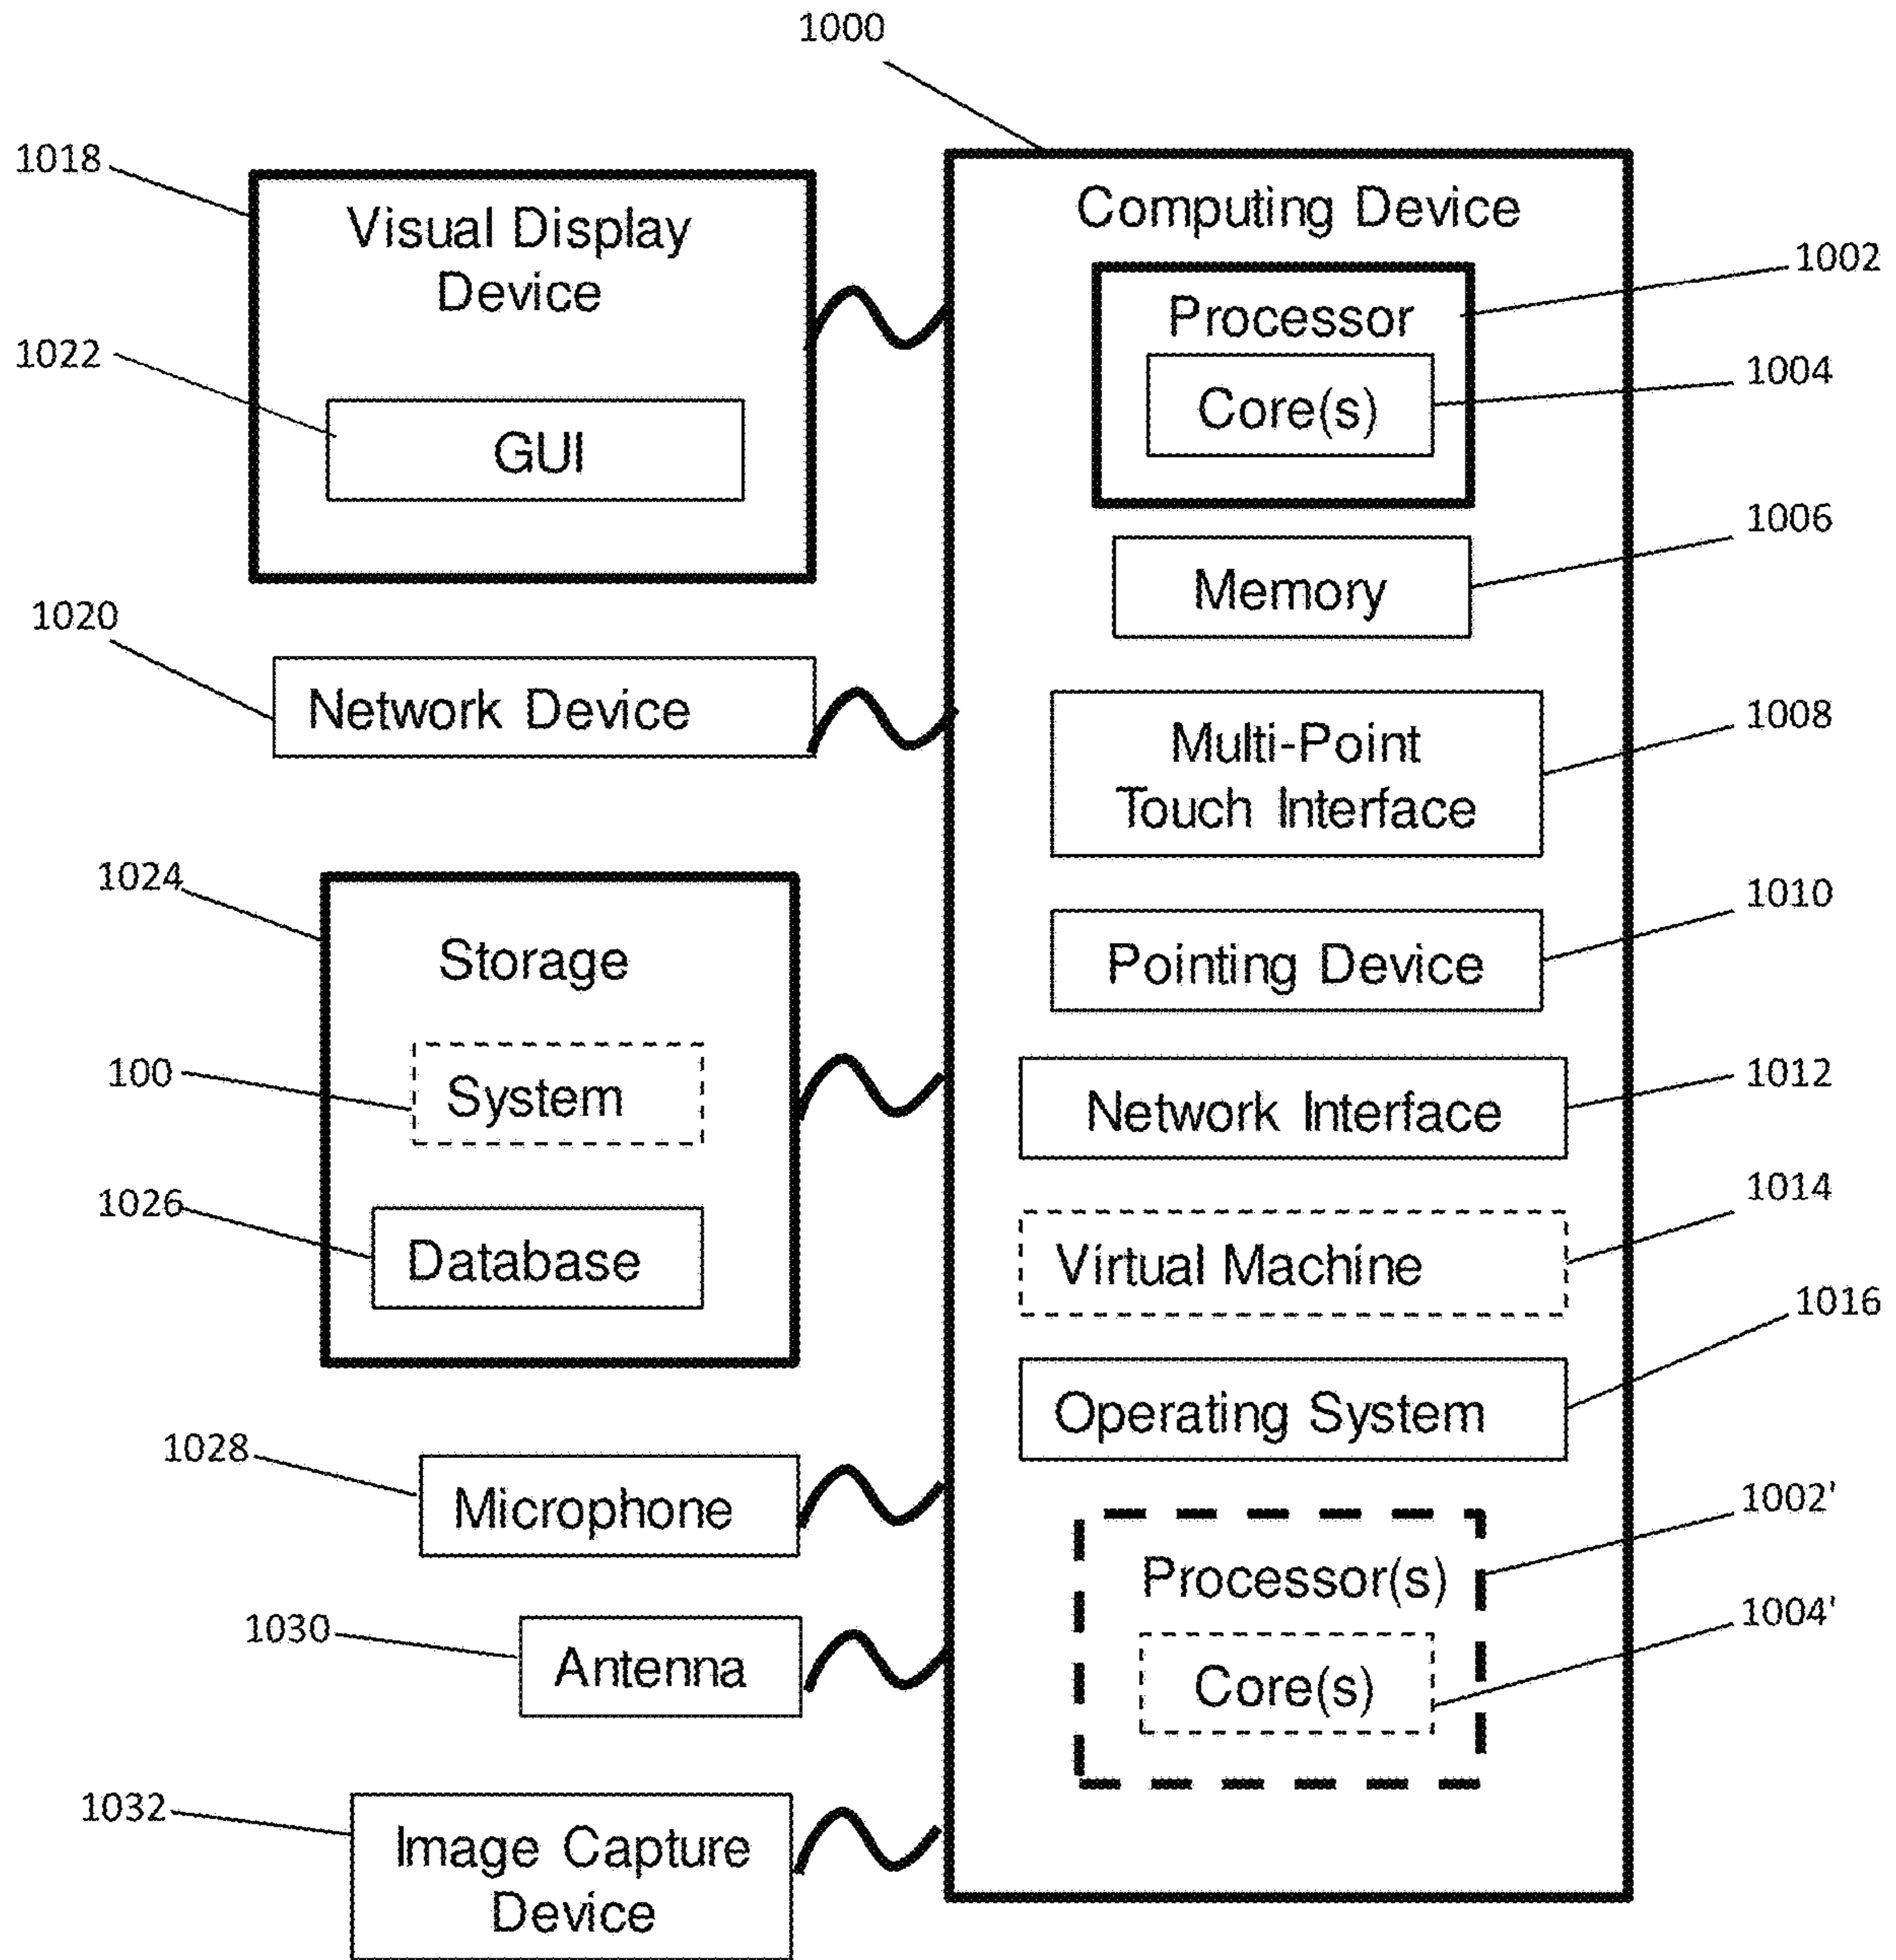 1000
1018
Visual Display
Device
1022
GUI
1020
Network Device
1024
Storage
100
System
1026
Database
1028
Microphone
1030
Antenna
1032
Image Capture
Device
Computing Device
1002
Processor
1004
Core(s)
1006
Memory
1008
Multi-Point
Touch Interface
1010
Pointing Device
1012
Network Interface
1014
Virtual Machine
1016
Operating System
1002'
Processor(s)
1004'
Core(s)